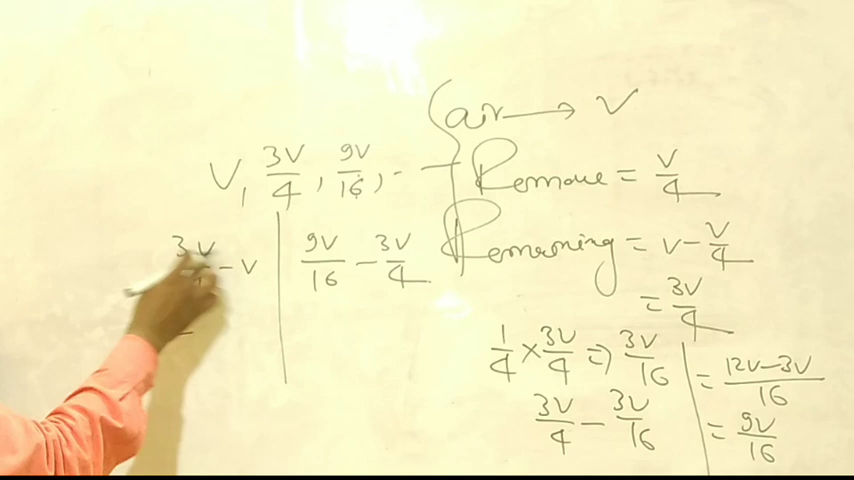 air → V
V, 3V/4, 9V/16, - -
Remove = V/4
Remaining = V - V/4
= 3V/4
3V/ - V
9V/16 - 3V/4
1/4 × 3V/4 => 3V/16
3V/4 - 3V/16
= 12V-3V/16
= 9V/16